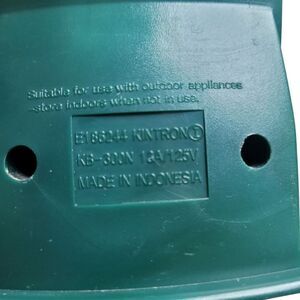 Suitable for use with outdoor appliances
-store indoors when not in use.
E186244 KINTRON
KB-300N 12A/125V
MADE IN INDONESIA